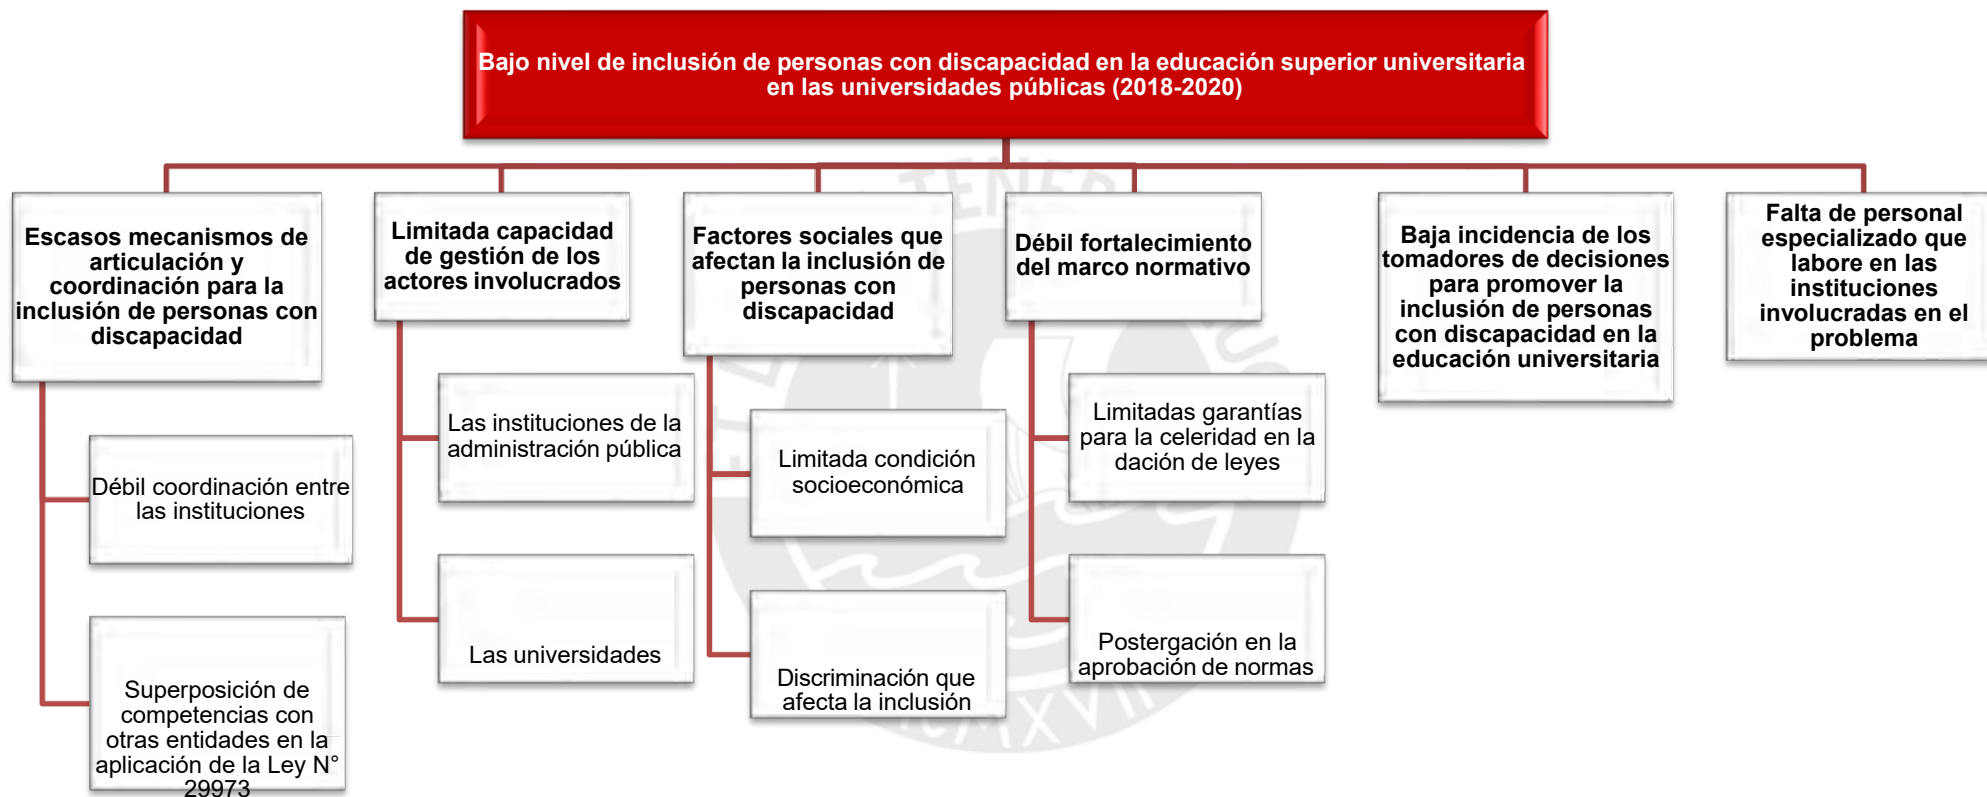 Bajo nivel de inclusión de personas con discapacidad en la educación superior universitaria
en las universidades públicas (2018-2020)
Escasos mecanismos de
articulación y
coordinación para la
inclusión de personas con
discapacidad
Débil coordinación entre
las instituciones
Superposición de
competencias con
otras entidades en la
aplicación de la Ley N°
29973
Limitada capacidad
de gestión de los
actores involucrados
Las instituciones de la
administración pública
Las universidades
Factores sociales que
afectan la inclusión de
personas con
discapacidad
Limitada condición
socioeconómica
Discriminación que
afecta la inclusión
Débil fortalecimiento
del marco normativo
Limitadas garantías
para la celeridad en la
dación de leyes
Postergación en la
aprobación de normas
Baja incidencia de los
tomadores de decisiones
para promover la
inclusión de personas
con discapacidad en la
educación universitaria
Falta de personal
especializado que
labore en las
instituciones
involucradas en el
problema